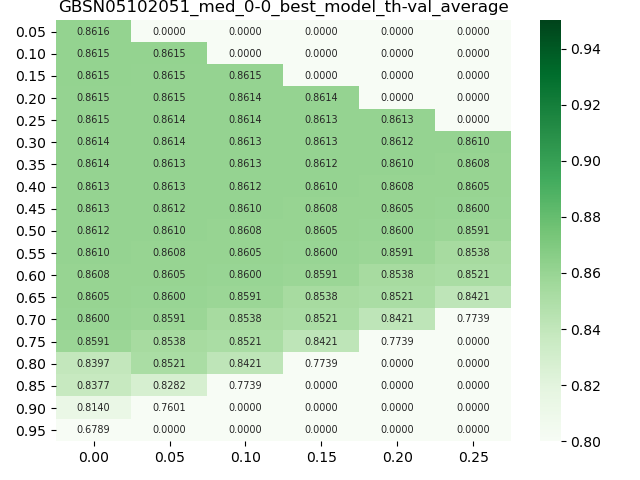 GBSN05102051_med_0-0_best_model_th-val_average
0.05 0.8616 0.0000 0.0000 0.0000 0.0000 0.0000
0.10 0.8615 0.8615 0.0000 0.0000 0.0000 0.0000
0.15 0.8615 0.8615 0.8615 0.0000 0.0000 0.0000
0.20 0.8615 0.8615 0.8614 0.8614 0.0000 0.0000
0.25 0.8615 0.8614 0.8614 0.8613 0.8613 0.0000
0.30 0.8614 0.8614 0.8613 0.8613 0.8612 0.8610
0.35 0.8614 0.8613 0.8613 0.8612 0.8610 0.8608
0.40 0.8613 0.8613 0.8612 0.8610 0.8608 0.8605
0.45 0.8613 0.8612 0.8610 0.8608 0.8605 0.8600
0.50 0.8612 0.8610 0.8608 0.8605 0.8600 0.8591
0.55 0.8610 0.8608 0.8605 0.8600 0.8591 0.8538
0.60 0.8608 0.8605 0.8600 0.8591 0.8538 0.8521
0.65 0.8605 0.8600 0.8591 0.8538 0.8521 0.8421
0.70 0.8600 0.8591 0.8538 0.8521 0.8421 0.7739
0.75 0.8591 0.8538 0.8521 0.8421 0.7739 0.0000
0.80 0.8397 0.8521 0.8421 0.7739 0.0000 0.0000
0.85 0.8377 0.8282 0.7739 0.0000 0.0000 0.0000
0.90 0.8140 0.7601 0.0000 0.0000 0.0000 0.0000
0.95 0.6789 0.0000 0.0000 0.0000 0.0000 0.0000
0.00 0.05 0.10 0.15 0.20 0.25
0.94
0.92
0.90
0.88
0.86
0.84
0.82
0.80